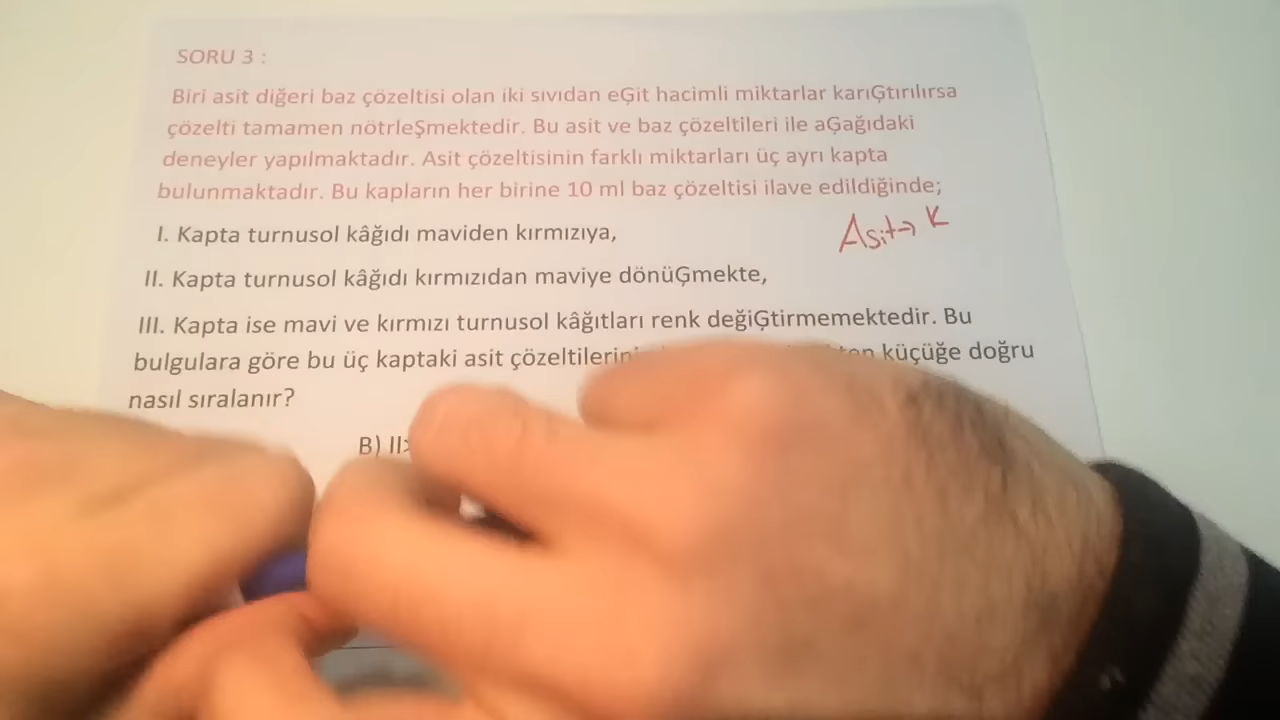 SORU 3 :
Biri asit diğeri baz çözeltisi olan iki sıvıdan eĢit hacimli miktarlar karıĢtırılırsa
çözelti tamamen nötrleŞmektedir. Bu asit ve baz çözeltileri ile aĢağıdaki
deneyler yapılmaktadır. Asit çözeltisinin farklı miktarları üç ayrı kapta
bulunmaktadır. Bu kapların her birine 10 ml baz çözeltisi ilave edildiğinde;
I. Kapta turnusol kâğıdı maviden kırmızıya,
Asit→ K
II. Kapta turnusol kâğıdı kırmızıdan maviye dönüĢmekte,
III. Kapta ise mavi ve kırmızı turnusol kâğıtları renk değiĢtirmemektedir. Bu
bulgulara göre bu üç kaptaki asit küçüğe doğru
nasıl sıralanır?
B) II>